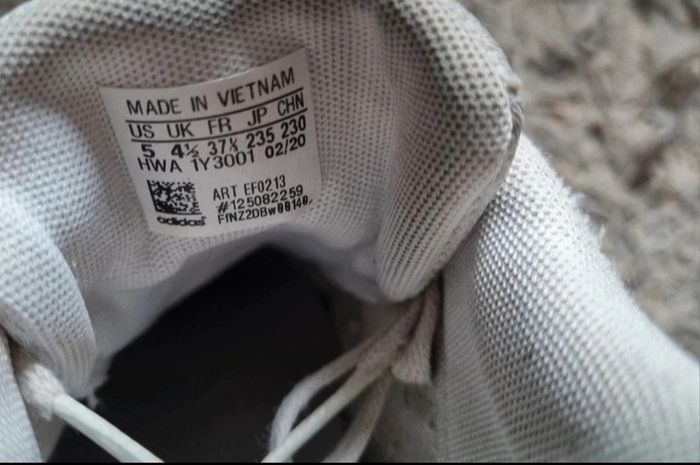 MADE IN VIETNAM
US UK FR JP CHN
5 4½ 37⅓ 235 230
HWA 1Y3001 02/20
ART EF0213
#125082259
adidas